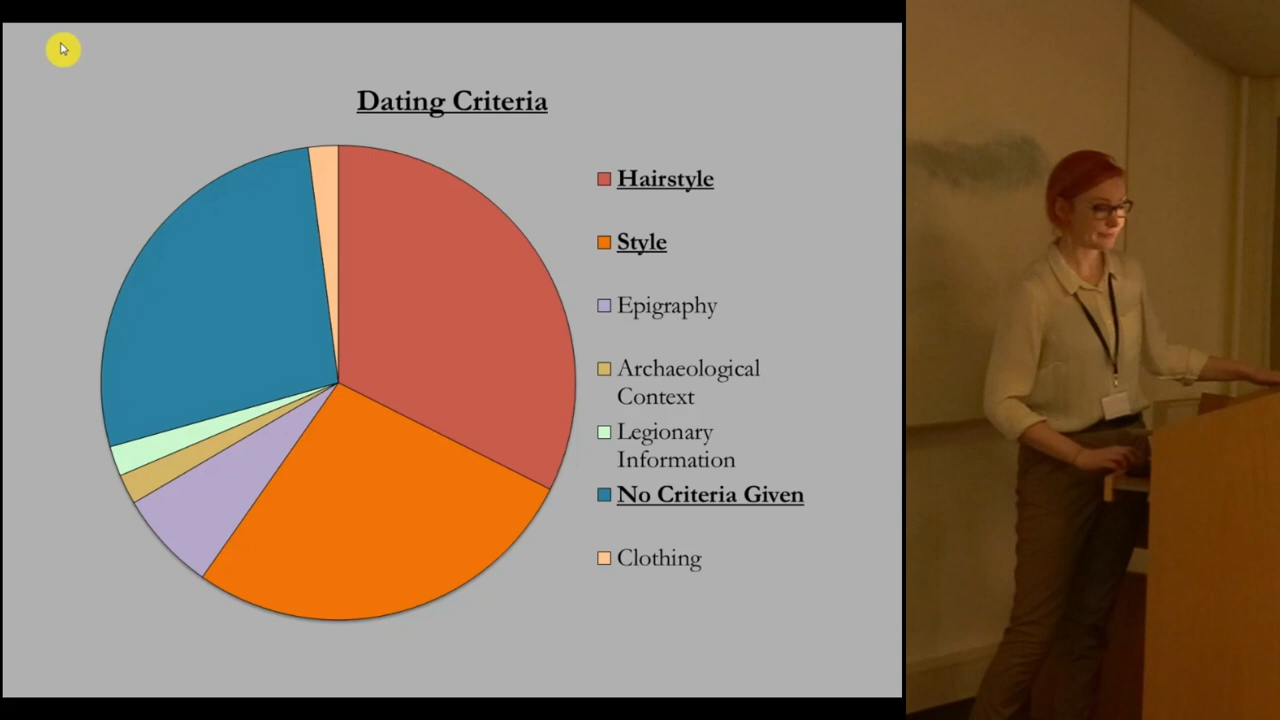 Dating Criteria
Hairstyle
Style
Epigraphy
Archaeological
Context
Legionary
Information
No Criteria Given
Clothing